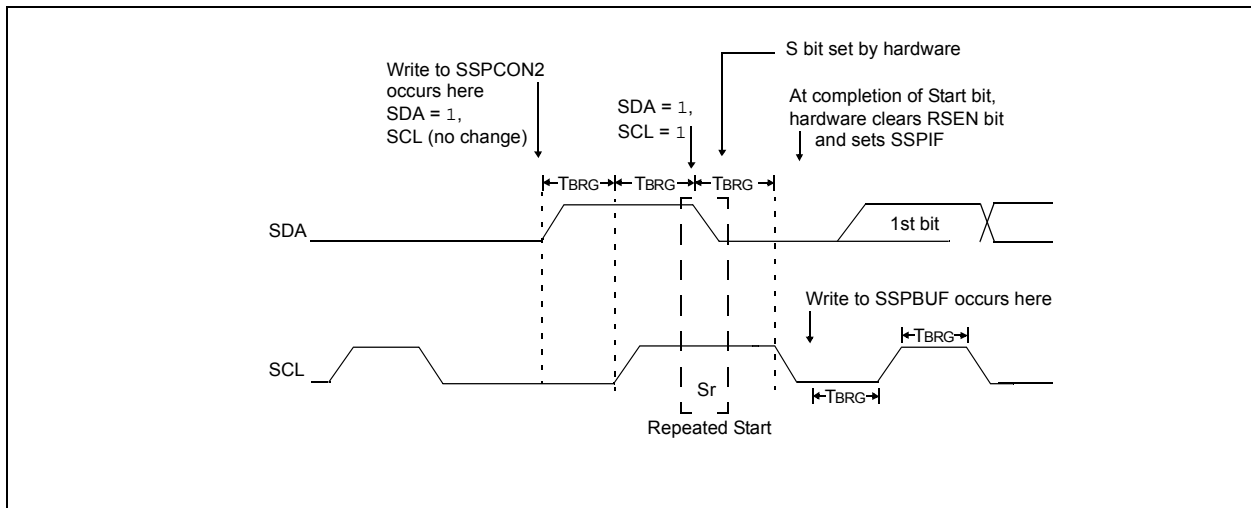 S bit set by hardware
Write to SSPCON2
occurs here
SDA = 1,
SCL (no change)
SDA = 1,
SCL = 1
At completion of Start bit,
hardware clears RSEN bit
and sets SSPIF
TBRG TBRG TBRG
SDA
1st bit
Write to SSPBUF occurs here
TBRG
SCL
Sr
TBRG
Repeated Start